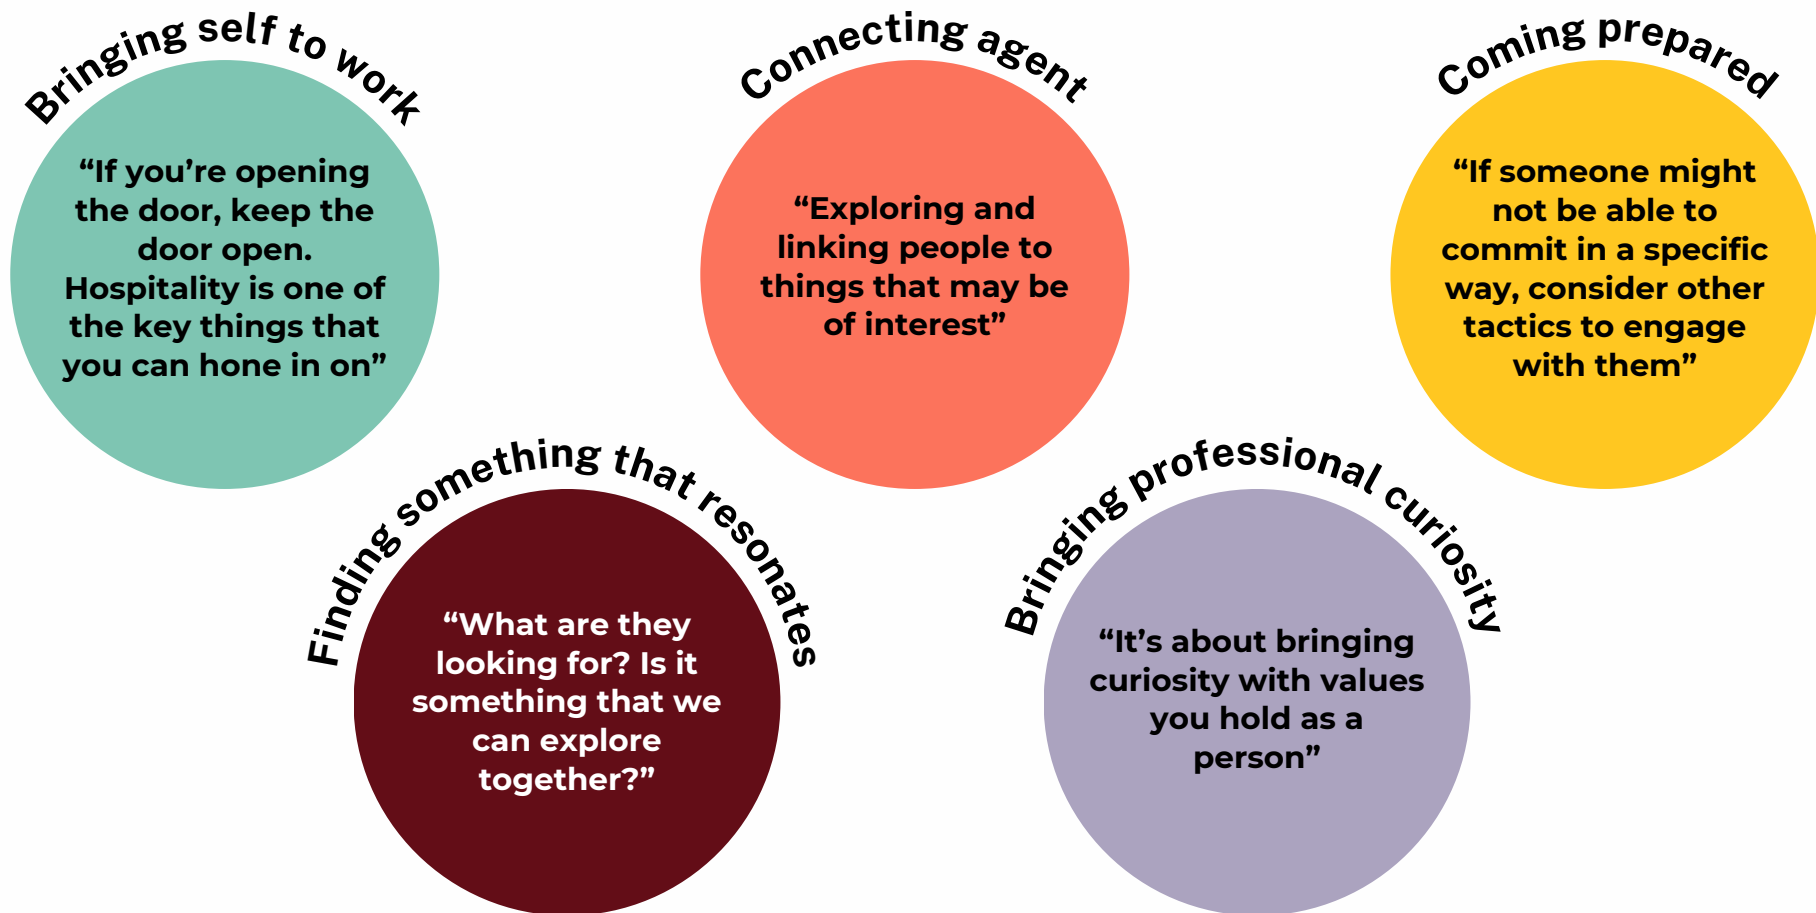 Bringing self to work
“If you’re opening
the door, keep the
door open.
Hospitality is one of
the key things that
you can hone in on”
Connecting agent
“Exploring and
linking people to
things that may be
of interest”
Coming prepared
“If someone might
not be able to
commit in a specific
way, consider other
tactics to engage
with them”
Finding something that resonates
“What are they
looking for? Is it
something that we
can explore
together?”
Bringing professional curiosity
“It’s about bringing
curiosity with values
you hold as a
person”